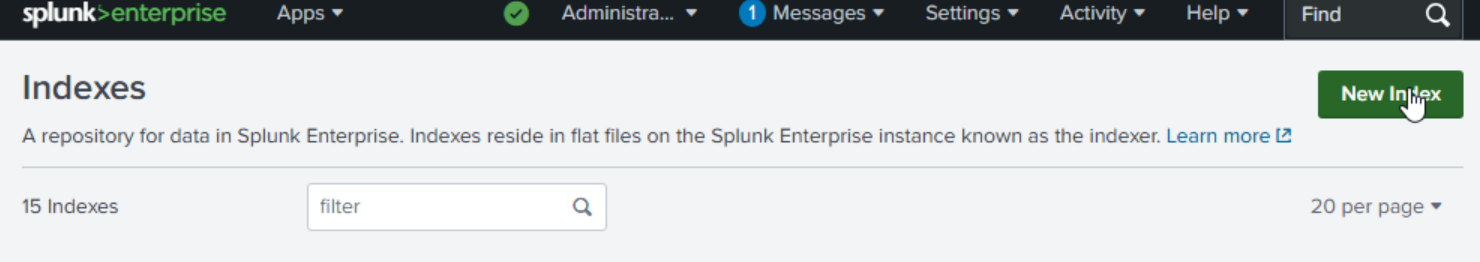 splunk>enterprise Apps Administra... 1 Messages Settings Activity Help Find
Indexes
New Index
A repository for data in Splunk Enterprise. Indexes reside in flat files on the Splunk Enterprise instance known as the indexer. Learn more
15 Indexes filter 20 per page